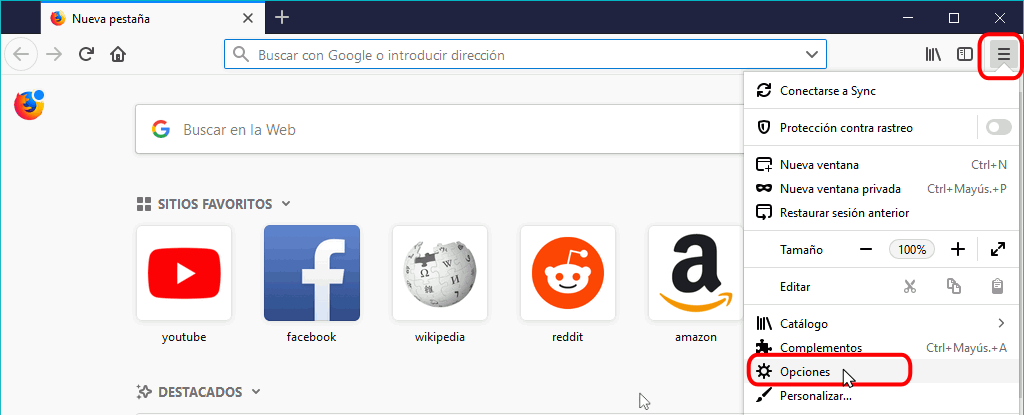 Nueva pestaña
Buscar con Google o introducir dirección
Conectarse a Sync
Buscar en la Web
Protección contra rastreo
Nueva ventana Ctrl+N
Nueva ventana privada Ctrl+Mayús.+P
Restaurar sesión anterior
SITIOS FAVORITOS
Tamaño 100%
Editar
youtube facebook wikipedia reddit amazon
Catálogo
Complementos Ctrl+Mayús.+A
Opciones
Personalizar...
DESTACADOS